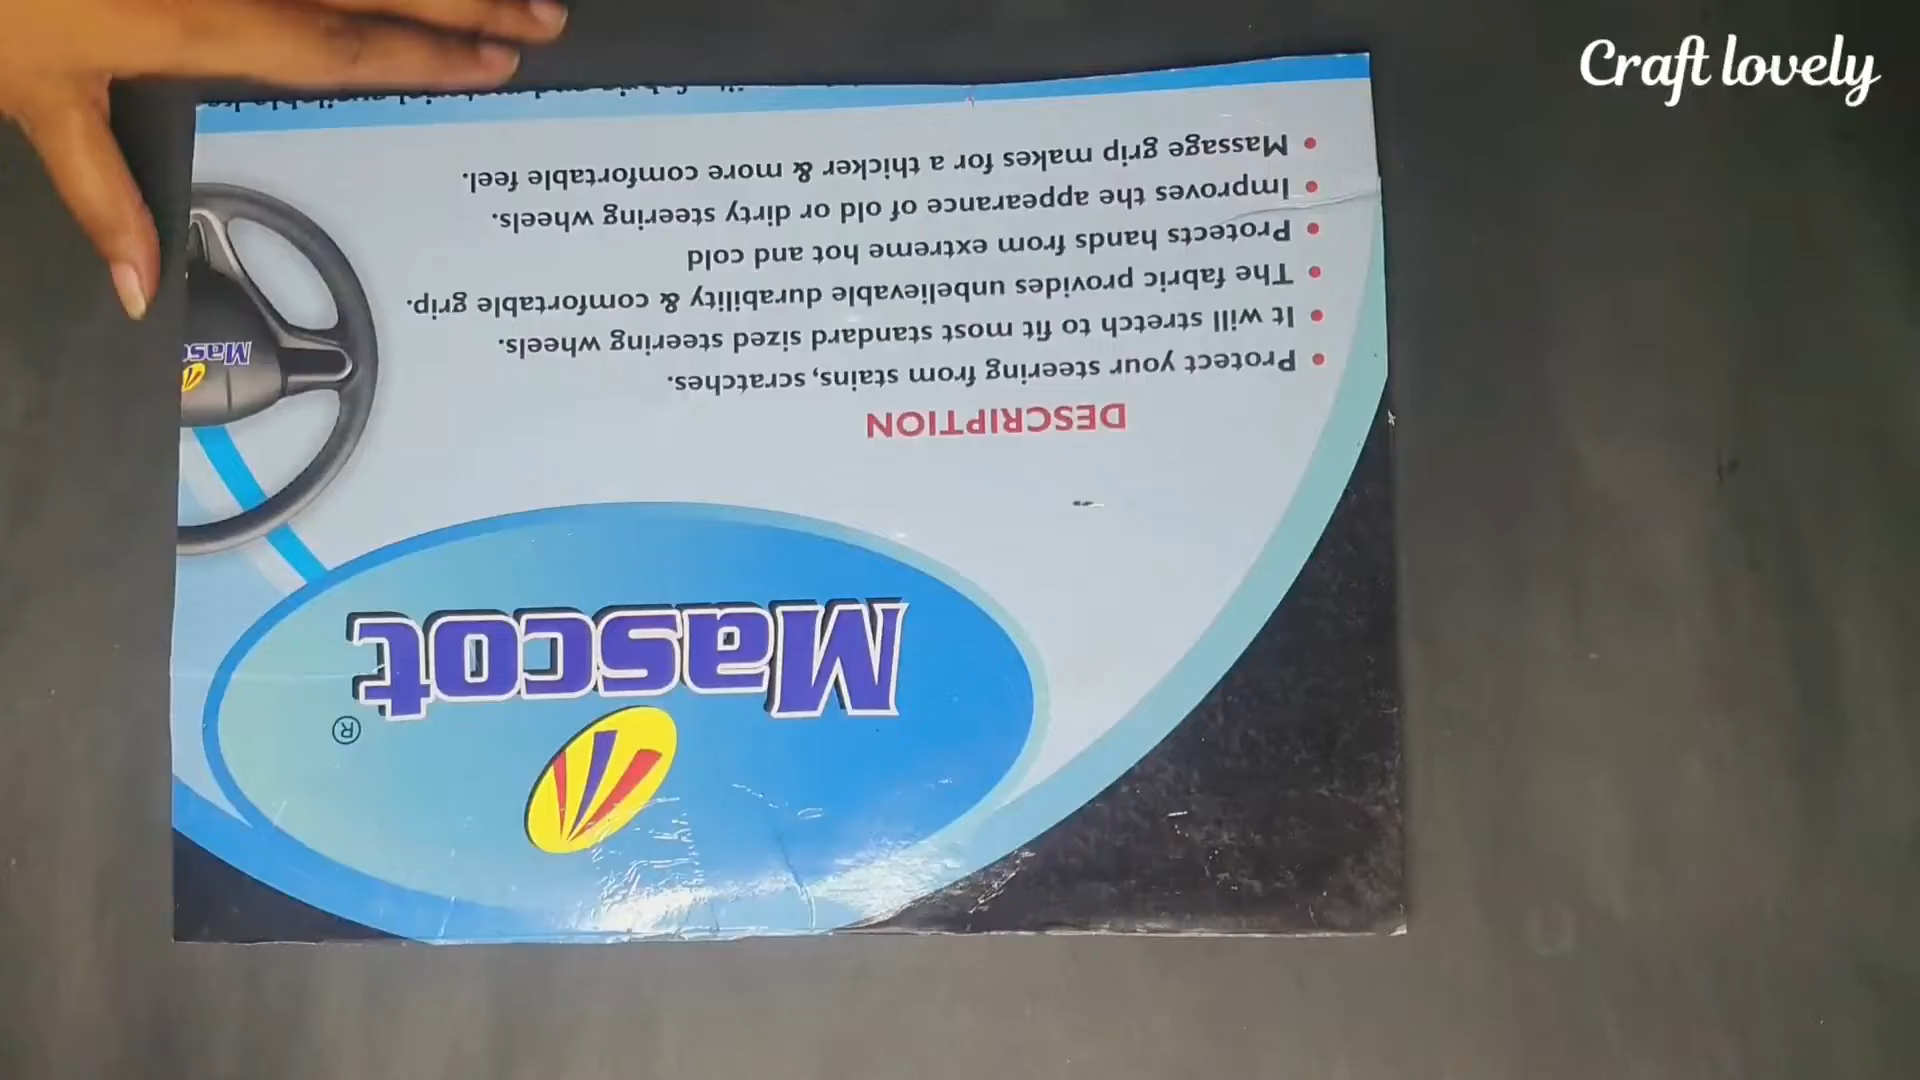 Craft lovely
Mascot
®
DESCRIPTION
• Protect your steering from stains, scratches.
• It will stretch to fit most standard sized steering wheels.
• The fabric provides unbelievable durability & comfortable grip.
• Protects hands from extreme hot and cold
• Improves the appearance of old or dirty steering wheels.
• Massage grip makes for a thicker & more comfortable feel.
Masc